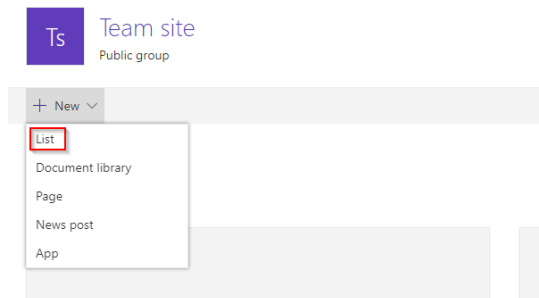 Ts
Team site
Public group
+ New
List
Document library
Page
News post
App